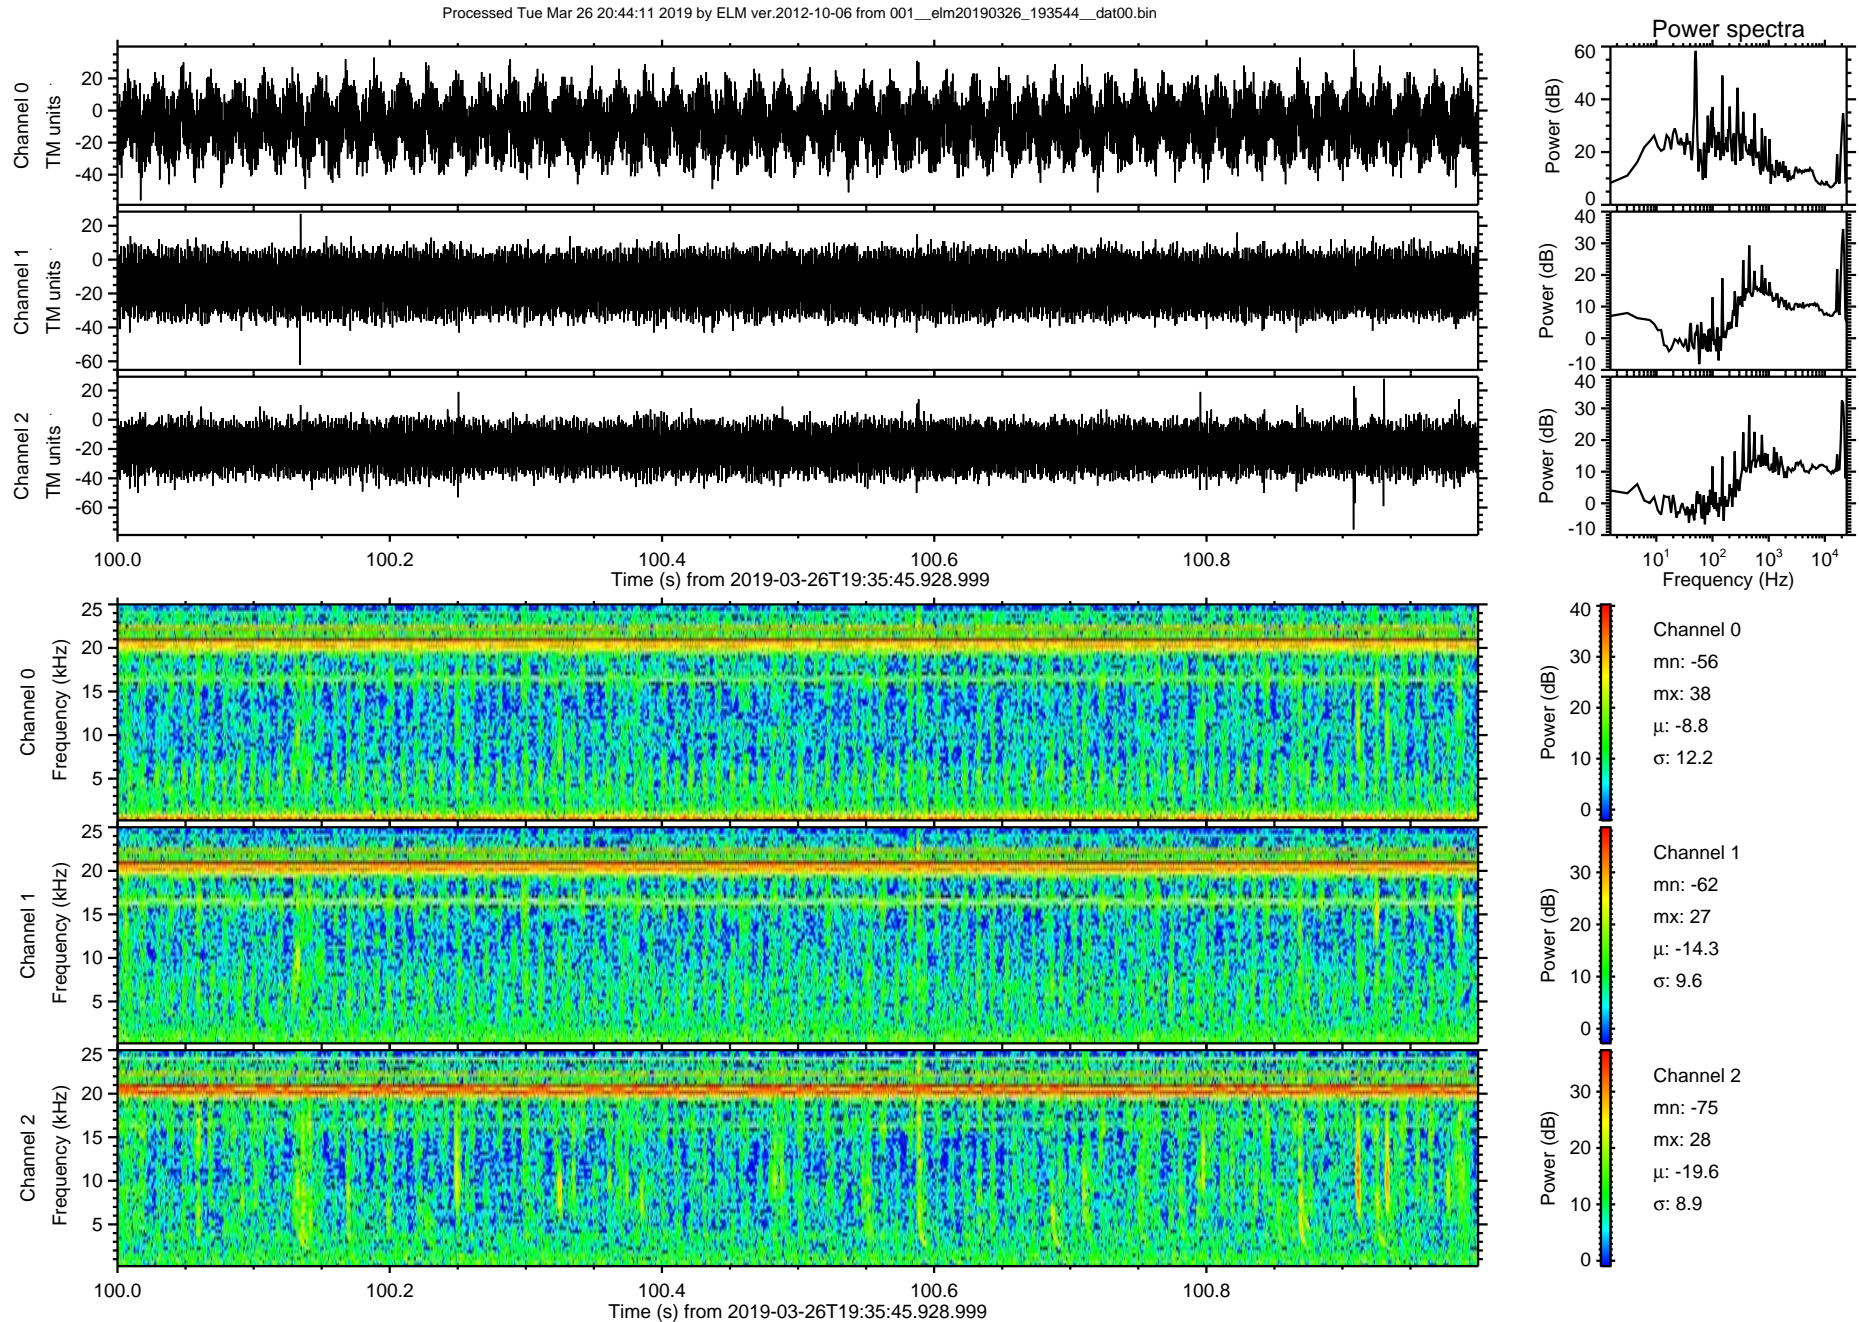 Processed Tue Mar 26 20:44:11 2019 by ELM ver.2012-10-06 from 001__elm20190326_193544__dat00.bin
Power spectra
Channel 0
TM units
20
0
-20
-40
Power (dB)
60
40
20
0
Channel 1
TM units
20
0
-20
-40
-60
Power (dB)
40
30
20
10
0
-10
Channel 2
TM units
20
0
-20
-40
-60
Power (dB)
40
30
20
10
0
-10
100.0 100.2 100.4 100.6 100.8
Time (s) from 2019-03-26T19:35:45.928.999
10^1 10^2 10^3 10^4
Frequency (Hz)
Channel 0
Frequency (kHz)
25
20
15
10
5
Power (dB)
40
30
20
10
0
Channel 0
mn: -56
mx: 38
μ: -8.8
σ: 12.2
Channel 1
Frequency (kHz)
25
20
15
10
5
Power (dB)
30
20
10
0
Channel 1
mn: -62
mx: 27
μ: -14.3
σ: 9.6
Channel 2
Frequency (kHz)
25
20
15
10
5
Power (dB)
30
20
10
0
Channel 2
mn: -75
mx: 28
μ: -19.6
σ: 8.9
100.0 100.2 100.4 100.6 100.8
Time (s) from 2019-03-26T19:35:45.928.999